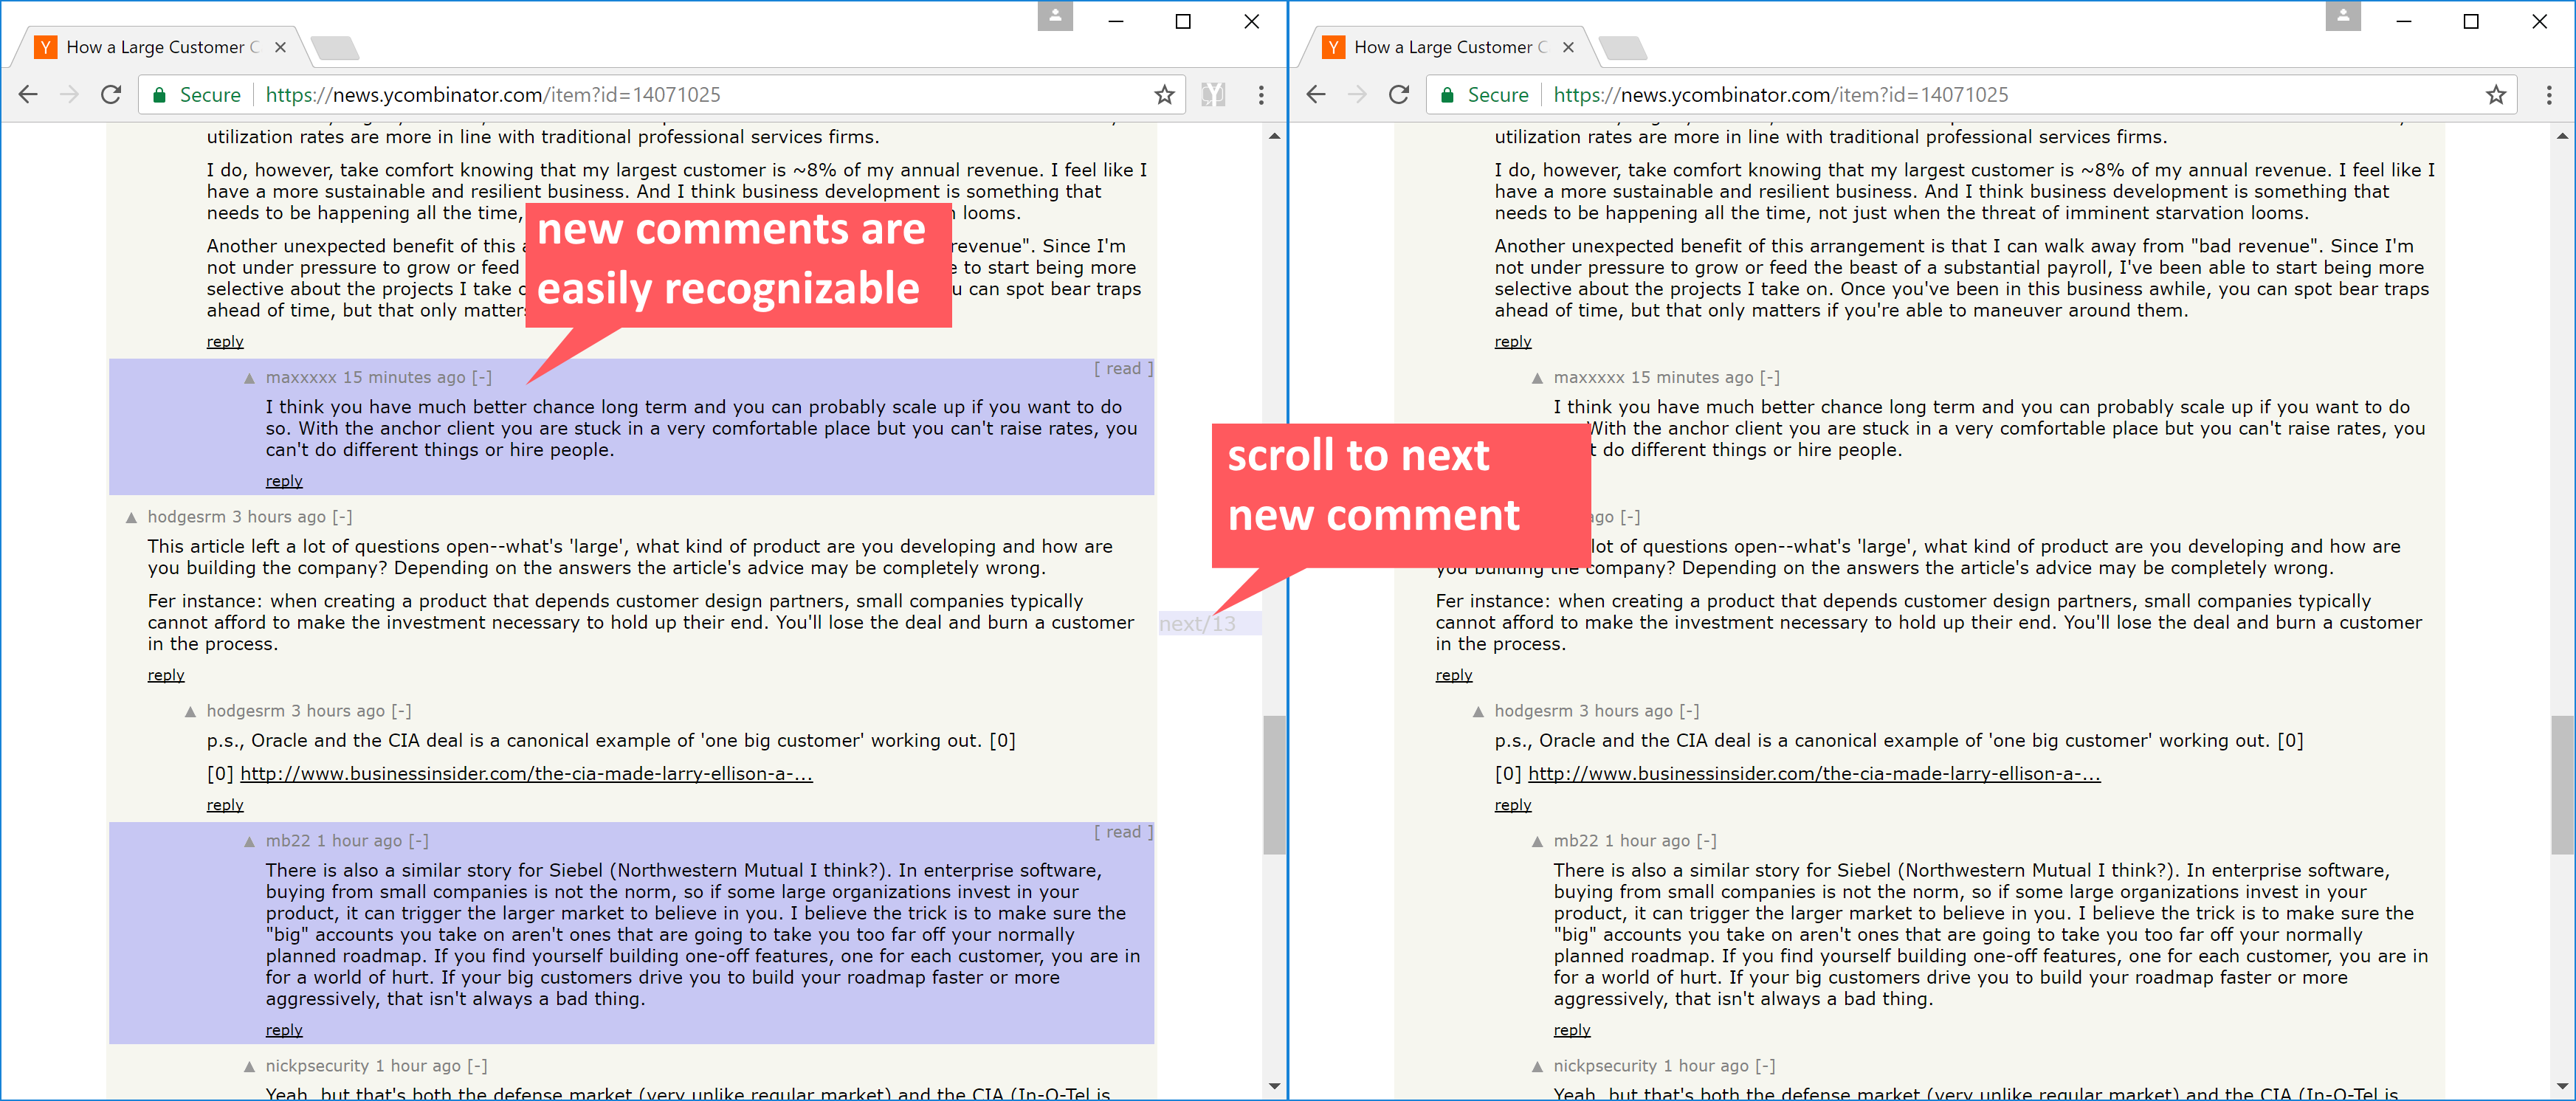 How a Large Customer C
Secure https://news.ycombinator.com/item?id=14071025
utilization rates are more in line with traditional professional services firms.
I do, however, take comfort knowing that my largest customer is ~8% of my annual revenue. I feel like I
have a more sustainable and resilient business. And I think business development is something that
needs to be happening all the time, looms.
Another unexpected benefit of this revenue". Since I'm
not under pressure to grow or feed to start being more
selective about the projects I take can spot bear traps
ahead of time, but that only matters
reply
new comments are
easily recognizable
maxxxxx 15 minutes ago [-]
[ read ]
I think you have much better chance long term and you can probably scale up if you want to do
so. With the anchor client you are stuck in a very comfortable place but you can't raise rates, you
can't do different things or hire people.
reply
hodgesrm 3 hours ago [-]
This article left a lot of questions open--what's 'large', what kind of product are you developing and how are
you building the company? Depending on the answers the article's advice may be completely wrong.
Fer instance: when creating a product that depends customer design partners, small companies typically
cannot afford to make the investment necessary to hold up their end. You'll lose the deal and burn a customer
in the process.
reply
next/13
hodgesrm 3 hours ago [-]
p.s., Oracle and the CIA deal is a canonical example of 'one big customer' working out. [0]
[0] http://www.businessinsider.com/the-cia-made-larry-ellison-a-...
reply
mb22 1 hour ago [-]
[ read ]
There is also a similar story for Siebel (Northwestern Mutual I think?). In enterprise software,
buying from small companies is not the norm, so if some large organizations invest in your
product, it can trigger the larger market to believe in you. I believe the trick is to make sure the
"big" accounts you take on aren't ones that are going to take you too far off your normally
planned roadmap. If you find yourself building one-off features, one for each customer, you are in
for a world of hurt. If your big customers drive you to build your roadmap faster or more
aggressively, that isn't always a bad thing.
reply
nickpsecurity 1 hour ago [-]
Yeah, but that's both the defense market (very unlike regular market) and the CIA (In-Q-Tel is
scroll to next
new comment
How a Large Customer C
Secure https://news.ycombinator.com/item?id=14071025
utilization rates are more in line with traditional professional services firms.
I do, however, take comfort knowing that my largest customer is ~8% of my annual revenue. I feel like I
have a more sustainable and resilient business. And I think business development is something that
needs to be happening all the time, not just when the threat of imminent starvation looms.
Another unexpected benefit of this arrangement is that I can walk away from "bad revenue". Since I'm
not under pressure to grow or feed the beast of a substantial payroll, I've been able to start being more
selective about the projects I take on. Once you've been in this business awhile, you can spot bear traps
ahead of time, but that only matters if you're able to maneuver around them.
reply
maxxxxx 15 minutes ago [-]
I think you have much better chance long term and you can probably scale up if you want to do
With the anchor client you are stuck in a very comfortable place but you can't raise rates, you
do different things or hire people.
ago [-]
lot of questions open--what's 'large', what kind of product are you developing and how are
you building the company? Depending on the answers the article's advice may be completely wrong.
Fer instance: when creating a product that depends customer design partners, small companies typically
cannot afford to make the investment necessary to hold up their end. You'll lose the deal and burn a customer
in the process.
reply
hodgesrm 3 hours ago [-]
p.s., Oracle and the CIA deal is a canonical example of 'one big customer' working out. [0]
[0] http://www.businessinsider.com/the-cia-made-larry-ellison-a-...
reply
mb22 1 hour ago [-]
There is also a similar story for Siebel (Northwestern Mutual I think?). In enterprise software,
buying from small companies is not the norm, so if some large organizations invest in your
product, it can trigger the larger market to believe in you. I believe the trick is to make sure the
"big" accounts you take on aren't ones that are going to take you too far off your normally
planned roadmap. If you find yourself building one-off features, one for each customer, you are in
for a world of hurt. If your big customers drive you to build your roadmap faster or more
aggressively, that isn't always a bad thing.
reply
nickpsecurity 1 hour ago [-]
Yeah, but that's both the defense market (very unlike regular market) and the CIA (In-Q-Tel is